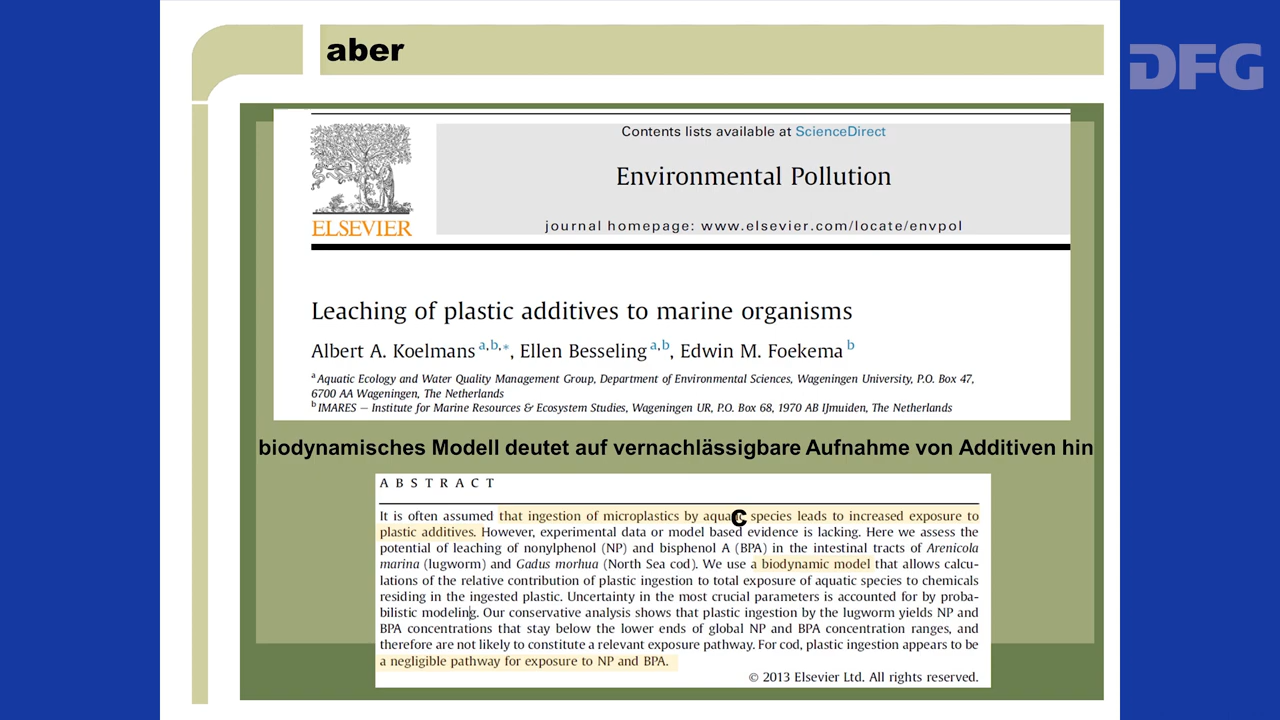 aber
DFG
Contents lists available at ScienceDirect
Environmental Pollution
journal homepage: www.elsevier.com/locate/envpol
ELSEVIER
Leaching of plastic additives to marine organisms
Albert A. Koelmans a,b,*, Ellen Besseling a,b, Edwin M. Foekema b
a Aquatic Ecology and Water Quality Management Group, Department of Environmental Sciences, Wageningen University, P.O. Box 47,
6700 AA Wageningen, The Netherlands
b IMARES – Institute for Marine Resources & Ecosystem Studies, Wageningen UR, P.O. Box 68, 1970 AB IJmuiden, The Netherlands
biodynamisches Modell deutet auf vernachlässigbare Aufnahme von Additiven hin
ABSTRACT
It is often assumed that ingestion of microplastics by aquatic species leads to increased exposure to
plastic additives. However, experimental data or model based evidence is lacking. Here we assess the
potential of leaching of nonylphenol (NP) and bisphenol A (BPA) in the intestinal tracts of Arenicola
marina (lugworm) and Gadus morhua (North Sea cod). We use a biodynamic model that allows calcu-
lations of the relative contribution of plastic ingestion to total exposure of aquatic species to chemicals
residing in the ingested plastic. Uncertainty in the most crucial parameters is accounted for by proba-
bilistic modeling. Our conservative analysis shows that plastic ingestion by the lugworm yields NP and
BPA concentrations that stay below the lower ends of global NP and BPA concentration ranges, and
therefore are not likely to constitute a relevant exposure pathway. For cod, plastic ingestion appears to be
a negligible pathway for exposure to NP and BPA.
© 2013 Elsevier Ltd. All rights reserved.
c